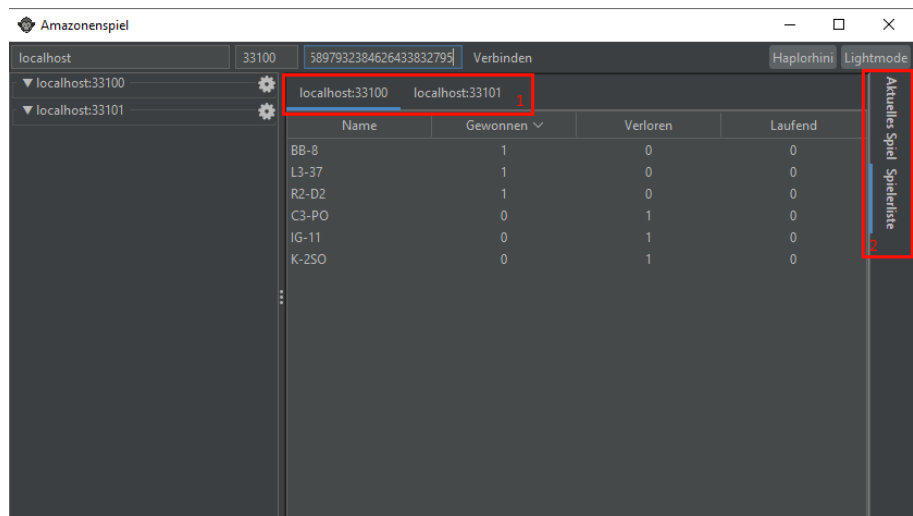 Amazonenspiel
localhost 33100 5897932384626433832795 Verbinden Haplorhini Lightmode
localhost:33100
localhost:33101
localhost:33100 localhost:33101 1
Name Gewonnen Verloren Laufend
BB-8 1 0 0
L3-37 1 0 0
R2-D2 1 0 0
C3-PO 0 1 0
IG-11 0 1 0
K-2SO 0 1 0
Aktuelles Spiel Spielerliste
2